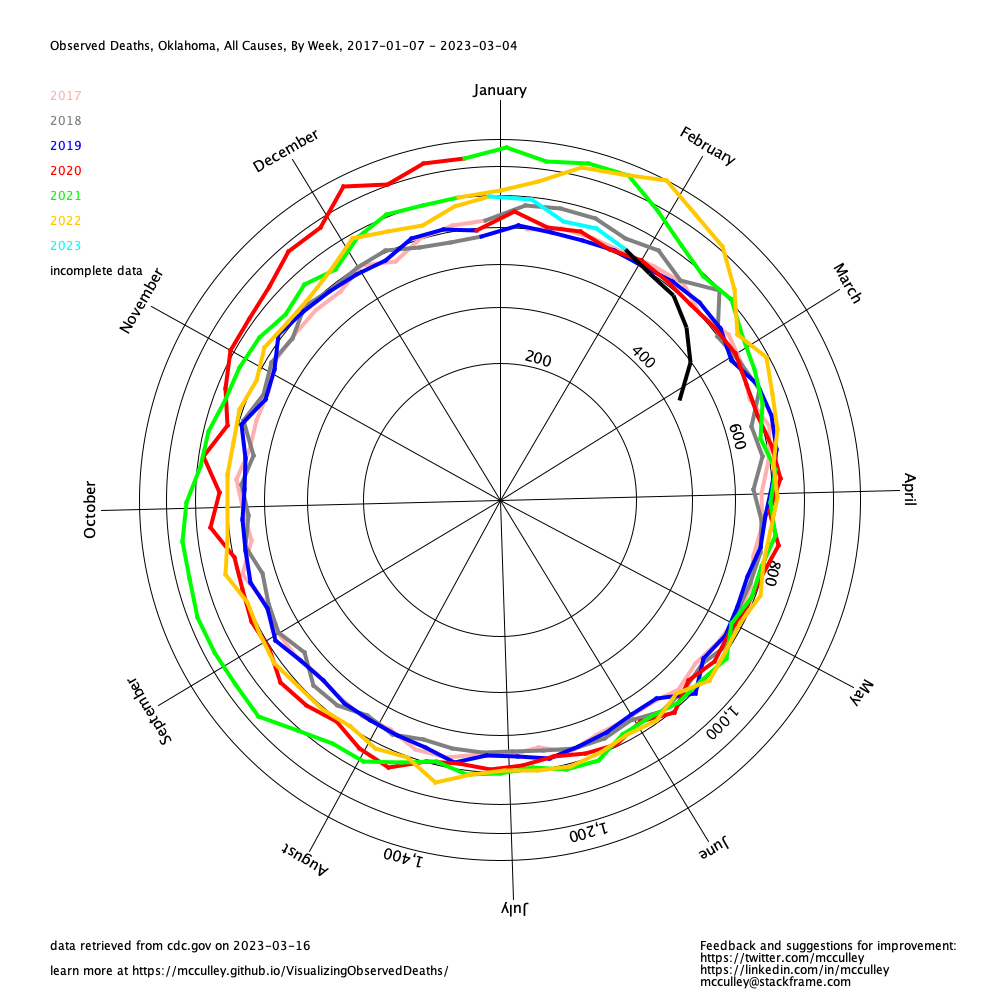 Observed Deaths, Oklahoma, All Causes, By Week, 2017-01-07 - 2023-03-04
2017
2018
2019
2020
2021
2022
2023
incomplete data
January
February
March
April
May
June
July
August
September
October
November
December
200
400
600
800
1,000
1,200
1,400
data retrieved from cdc.gov on 2023-03-16
learn more at https://mcculley.github.io/VisualizingObservedDeaths/
Feedback and suggestions for improvement:
https://twitter.com/mcculley
https://linkedin.com/in/mcculley
mcculley@stackframe.com